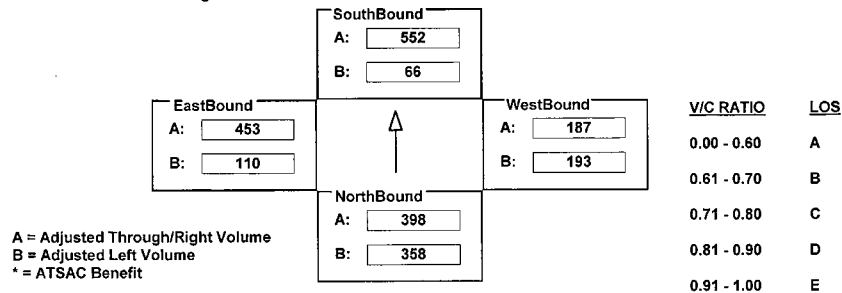 SouthBound
A: 552
B: 66
EastBound
A: 453
B: 110
WestBound
A: 187
B: 193
NorthBound
A: 398
B: 358
A = Adjusted Through/Right Volume
B = Adjusted Left Volume
* = ATSAC Benefit
V/C RATIO LOS
0.00 - 0.60 A
0.61 - 0.70 B
0.71 - 0.80 C
0.81 - 0.90 D
0.91 - 1.00 E